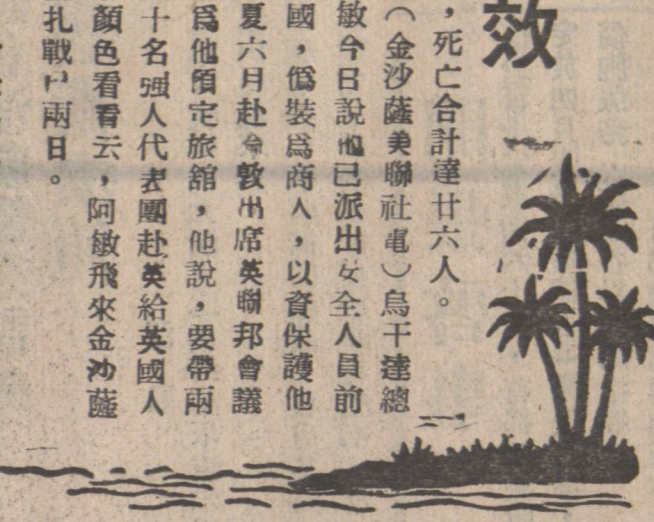 效
，死亡合計達廿六人。
（金沙薩美聯社電）烏干達總
敏今日說他已派出安全人員前
國，僞裝爲商人，以資保護他
夏六月赴倫敦出席英聯邦會議
爲他預定旅舘，他說，要帶兩
十名强人代表團赴英給英國人
顏色看看云，阿敏飛來金沙薩
扎戰 兩日。